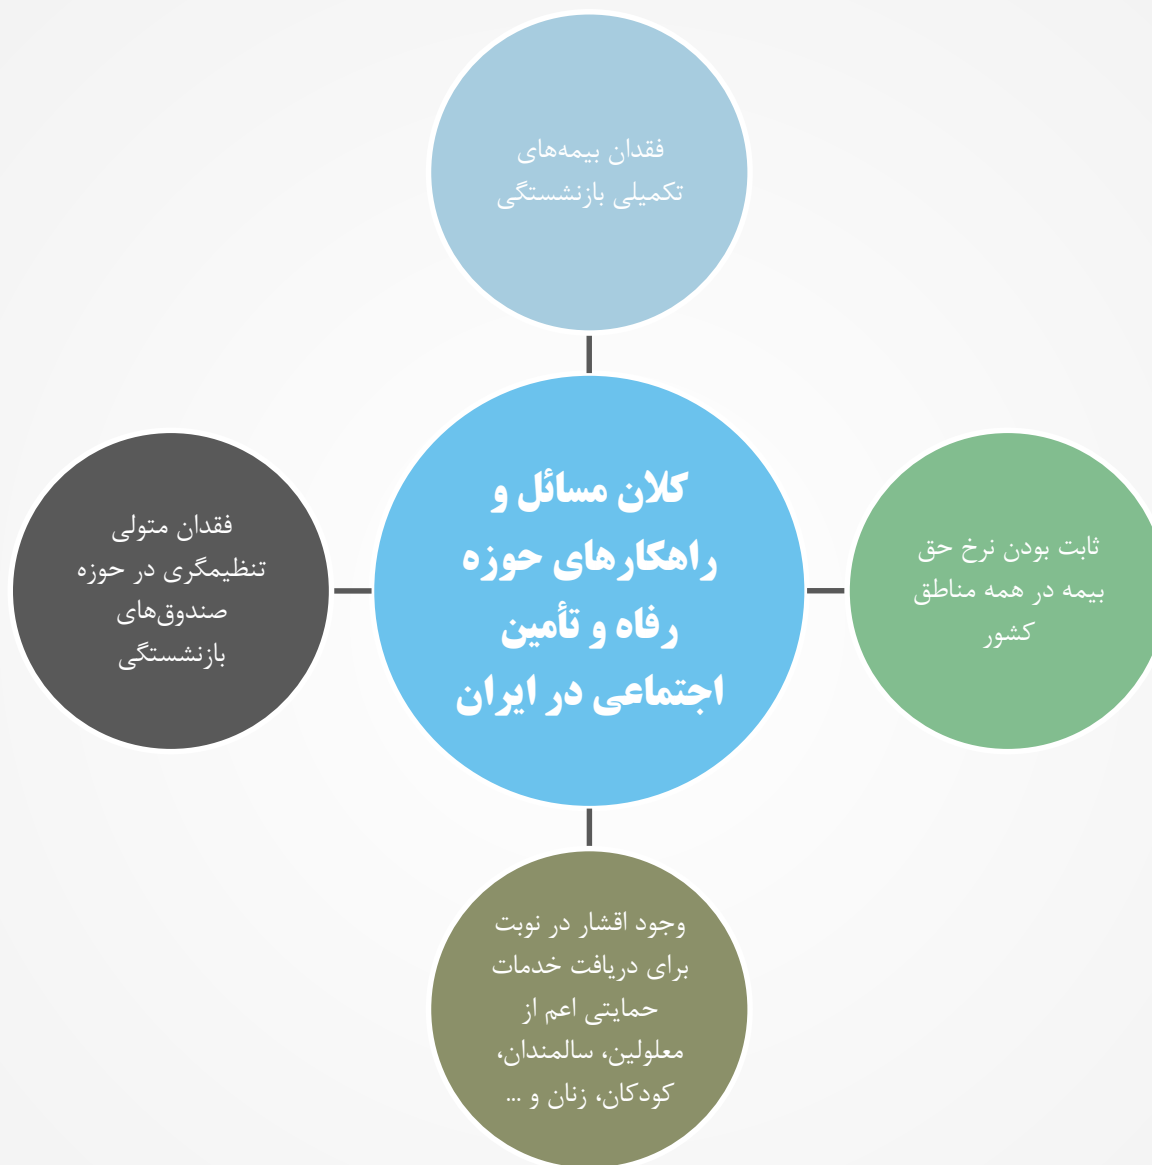 فقدان بیمه‌های
تکمیلی بازنشستگی
کلان مسائل و
راهکارهای حوزه
رفاه و تأمین
اجتماعی در ایران
ثابت بودن نرخ حق
بیمه در همه مناطق
کشور
فقدان متولی
تنظیمگری در حوزه
صندوق‌های
بازنشستگی
وجود اقشار در نوبت
برای دریافت خدمات
حمایتی اعم از
معلولین، سالمندان،
کودکان، زنان و ...